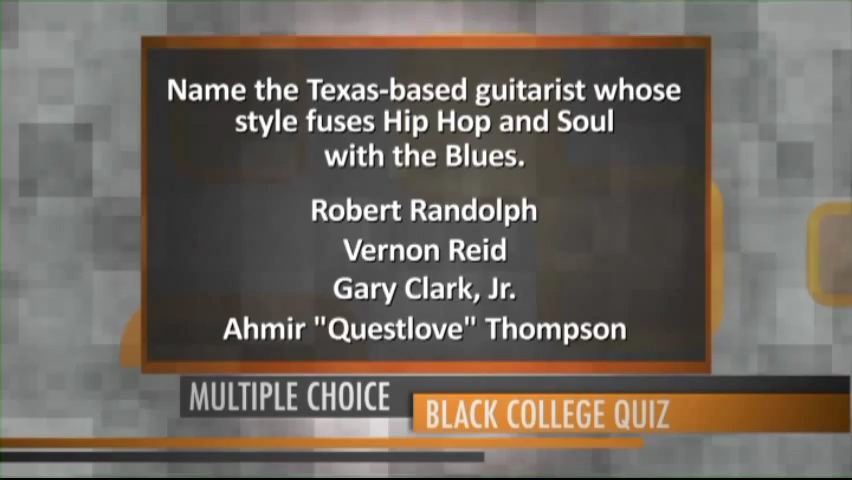 Name the Texas-based guitarist whose
style fuses Hip Hop and Soul
with the Blues.
Robert Randolph
Vernon Reid
Gary Clark, Jr.
Ahmir "Questlove" Thompson
MULTIPLE CHOICE
BLACK COLLEGE QUIZ